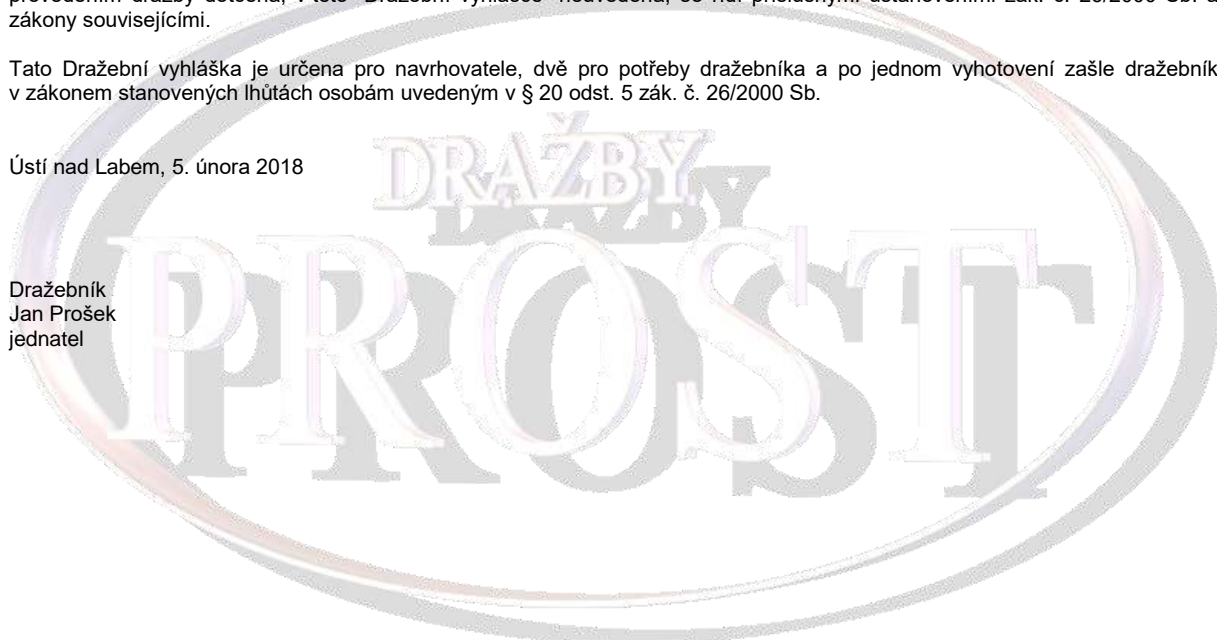 zákony souvisejícími.
Tato Dražební vyhláška je určena pro navrhovatele, dvě pro potřeby dražebníka a po jednom vyhotovení zašle dražebník
v zákonem stanovených lhůtách osobám uvedeným v § 20 odst. 5 zák. č. 26/2000 Sb.
Ústí nad Labem, 5. února 2018
DRAŽBY
PROST
Dražebník
Jan Prošek
jednatel